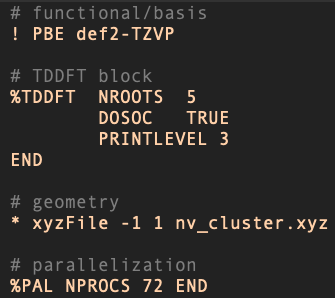 # functional/basis
! PBE def2-TZVP
# TDDFT block
%TDDFT NROOTS 5
DOSOC TRUE
PRINTLEVEL 3
END
# geometry
* xyzFile -1 1 nv_cluster.xyz
# parallelization
%PAL NPROCS 72 END